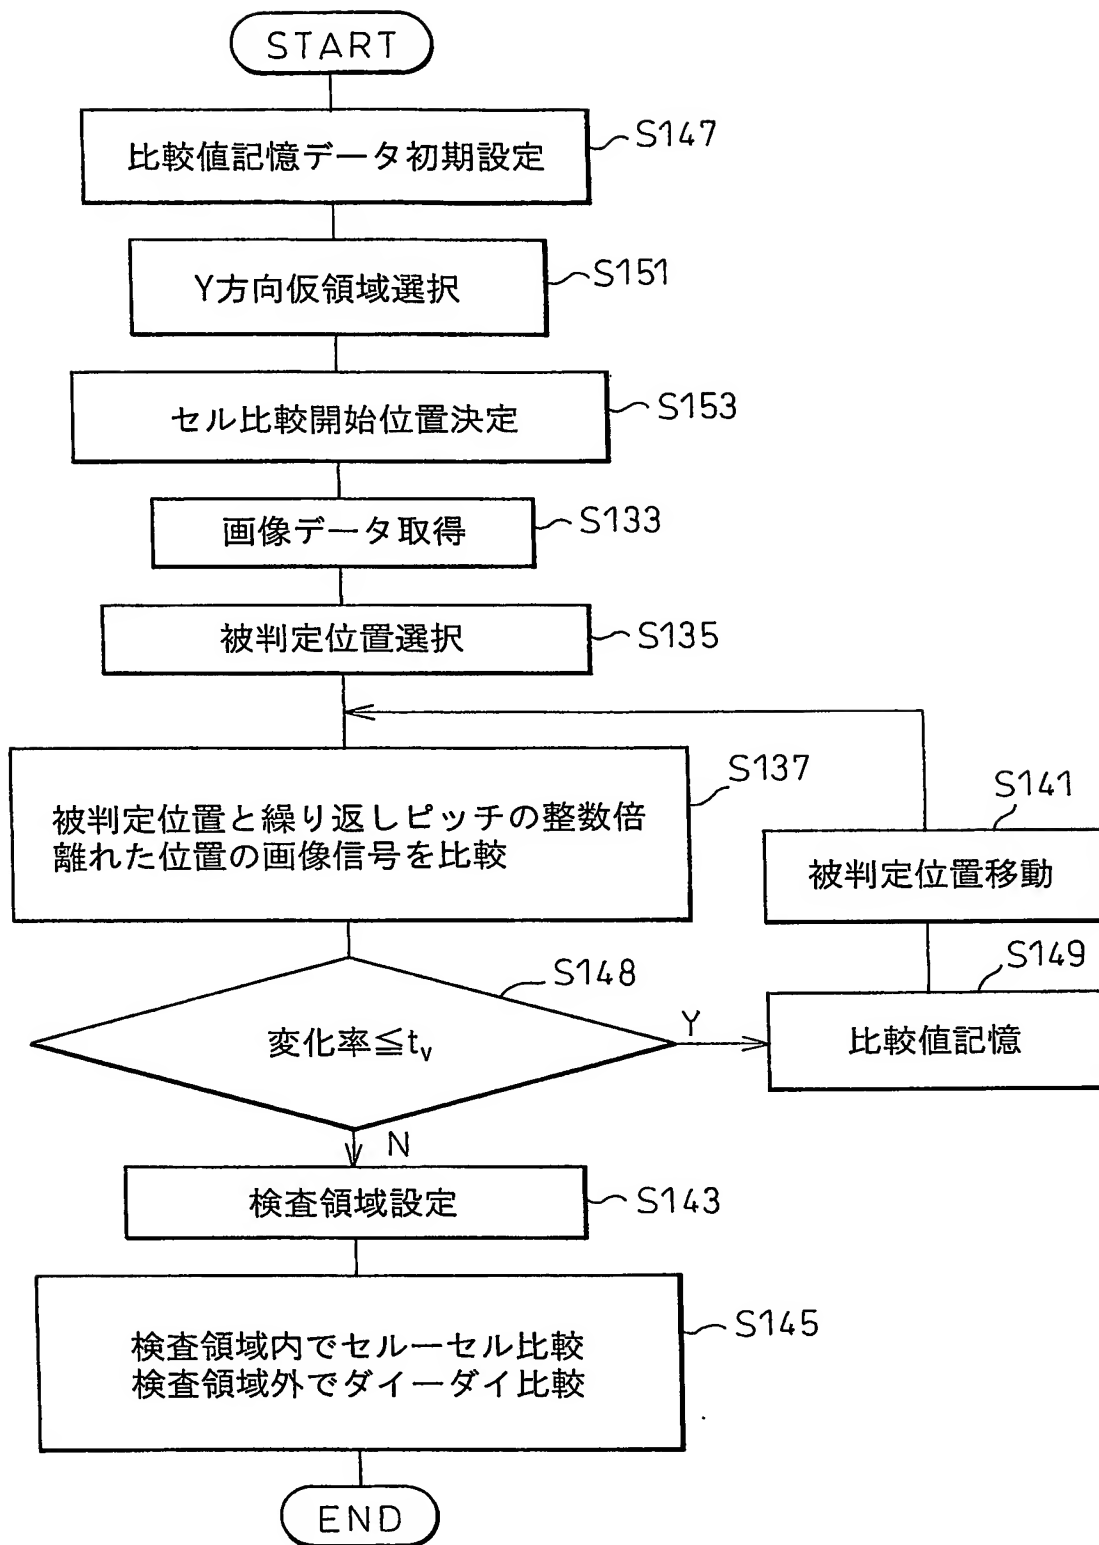 START
比較値記憶データ初期設定
S147
Y方向仮領域選択
S151
セル比較開始位置決定
S153
画像データ取得
S133
被判定位置選択
S135
被判定位置と繰り返しピッチの整数倍
離れた位置の画像信号を比較
S137
S141
被判定位置移動
S149
比較値記憶
S148
変化率≦tv
Y
N
検査領域設定
S143
検査領域内でセルーセル比較
検査領域外でダイーダイ比較
S145
END